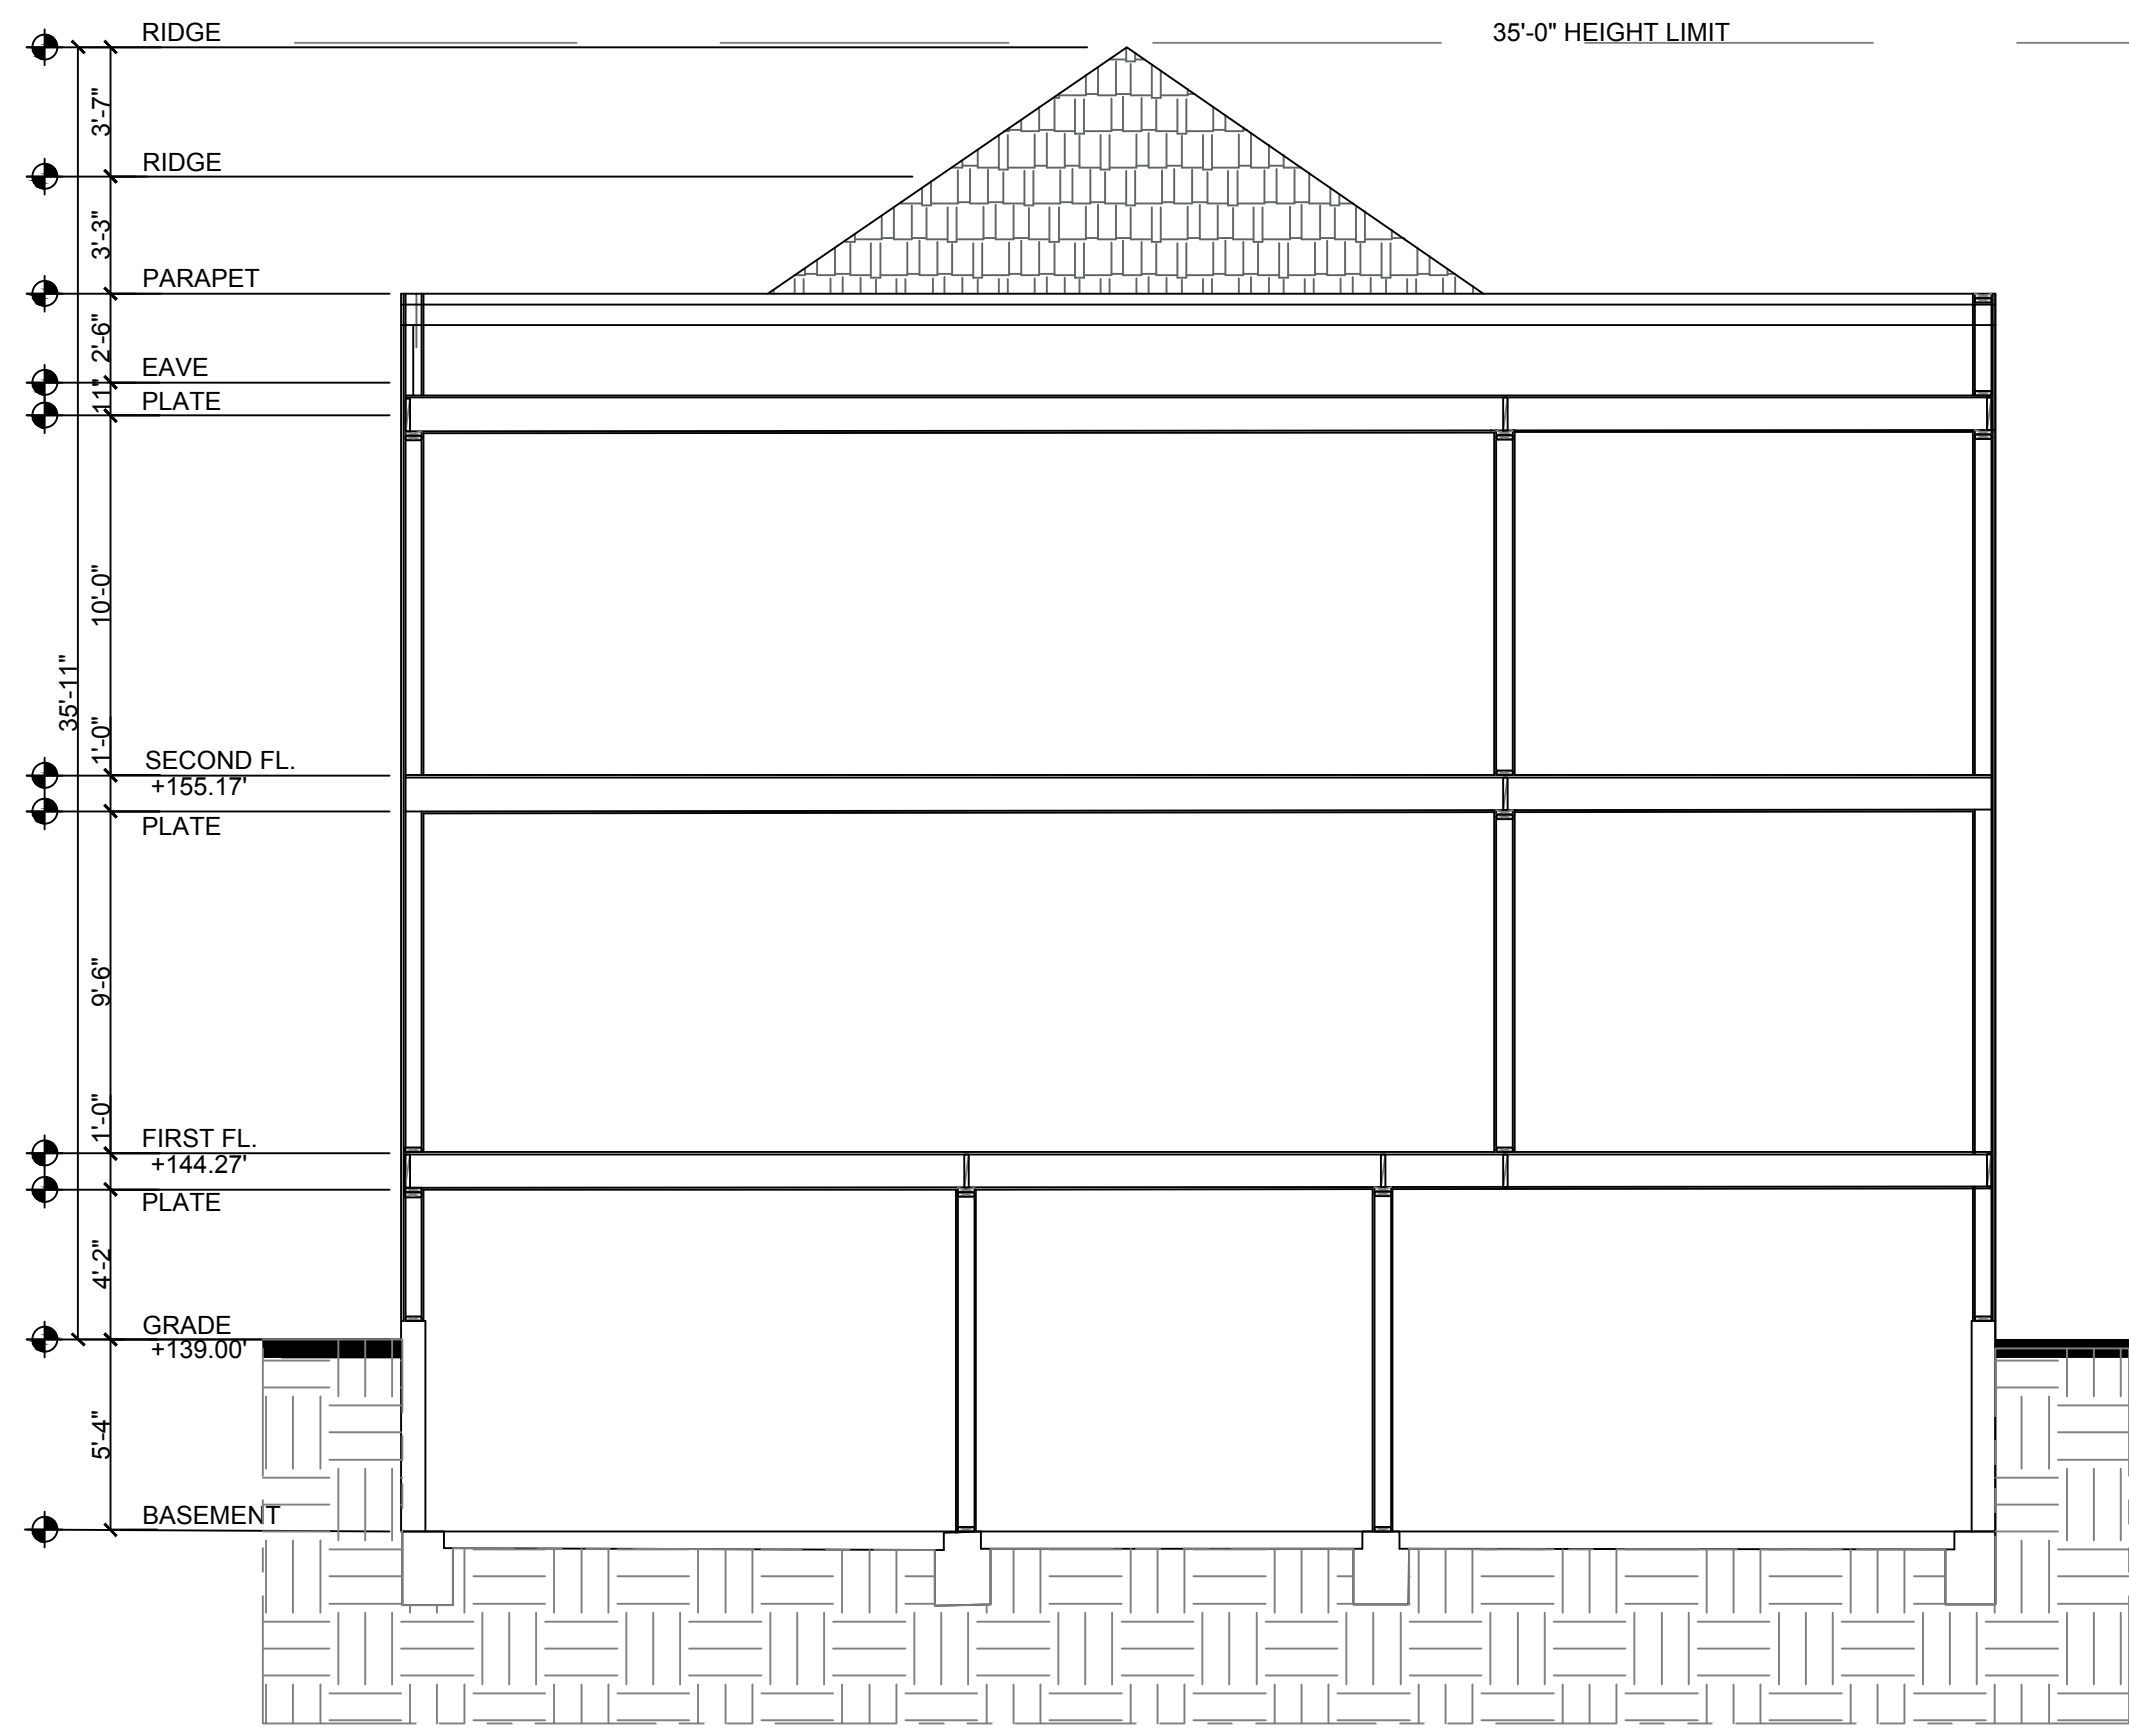 RIDGE
35'-0" HEIGHT LIMIT
3'-7"
RIDGE
3'-3"
PARAPET
2'-6"
EAVE
11"
PLATE
10'-0"
35'-11"
1'-0"
SECOND FL.
+155.17'
PLATE
9'-6"
1'-0"
FIRST FL.
+144.27'
PLATE
4'-2"
GRADE
+139.00'
5'-4"
BASEMENT